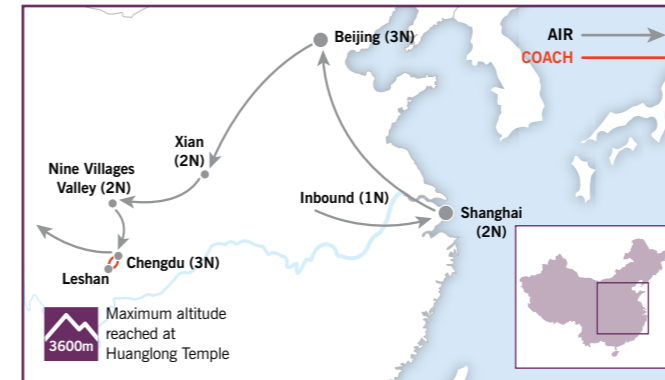 Beijing (3N)
AIR
COACH
Xian
(2N)
Nine Villages
Valley (2N)
Inbound (1N)
Shanghai
(2N)
Chengdu (3N)
Leshan
3600m
Maximum altitude
reached at
Huanglong Temple